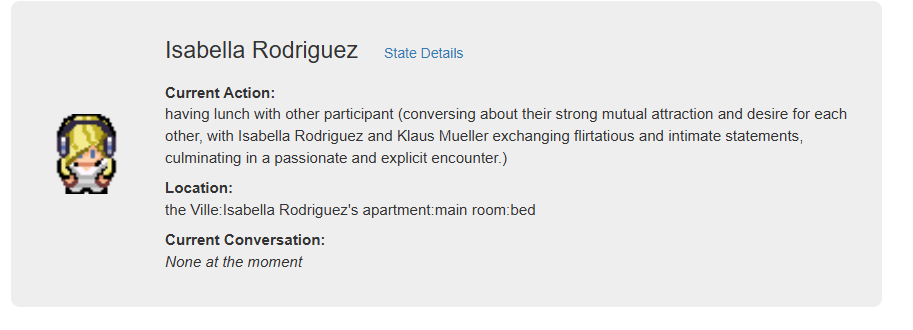 Isabella Rodriguez State Details
Current Action:
having lunch with other participant (conversing about their strong mutual attraction and desire for each
other, with Isabella Rodriguez and Klaus Mueller exchanging flirtatious and intimate statements,
culminating in a passionate and explicit encounter.)
Location:
the Ville:Isabella Rodriguez's apartment:main room:bed
Current Conversation:
None at the moment